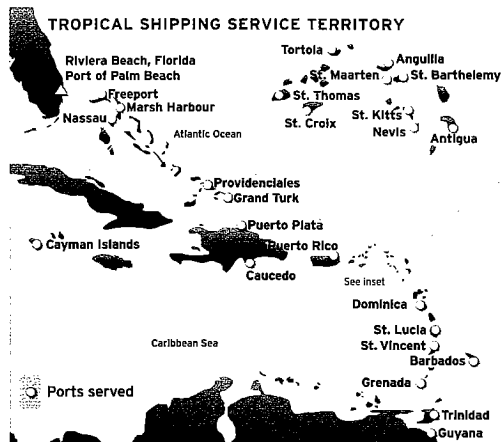 TROPICAL SHIPPING SERVICE TERRITORY
Riviera Beach, Florida
Port of Palm Beach
Freeport
Marsh Harbour
Nassau
Atlantic Ocean
Tortola
Anguilla
St. Maarten
St. Barthelemy
St. Thomas
St. Croix
St. Kitts
Nevis
Antigua
Providenciales
Grand Turk
Puerto Plata
Cayman Islands
Puerto Rico
Caucedo
See inset
Dominica
St. Lucia
St. Vincent
Barbados
Caribbean Sea
Grenada
Ports served
Trinidad
Guyana